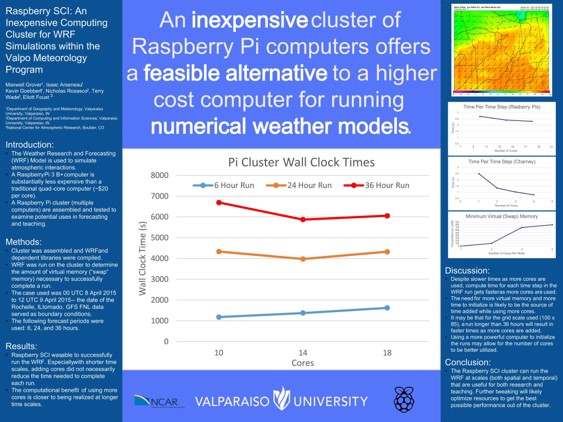 Raspberry SCI: An
Inexpensive Computing
Cluster for WRF
Simulations within the
Valpo Meteorology
Program
Maxwell Grover¹, Isaac Arseneau¹
Kevin Goebbert¹, Nicholas Rosasco², Terry
Wade², Eliott Foust ³
¹Department of Geography and Meteorology, Valparaiso
University, Valparaiso, IN
²Department of Computing and Information Sciences, Valparaiso
University, Valparaiso, IN
³National Center for Atmospheric Research, Boulder, CO
Introduction:
The Weather Research and Forecasting
(WRF) Model is used to simulate
atmospheric interactions.
A RaspberryPi 3 B+computer is
substantially less expensive than a
traditional quad-core computer (~$20
per core).
A Raspberry Pi cluster (multiple
computers) are assembled and tested to
examine potential uses in forecasting
and teaching.
Methods:
Cluster was assembled and WRFand
dependent libraries were compiled.
WRF was run on the cluster to determine
the amount of virtual memory ("swap"
memory) necessary to successfully
complete a run.
The case used was 00 UTC 8 April 2015
to 12 UTC 9 April 2015– the date of the
Rochelle, ILtornado. GFS FNL data
served as boundary conditions.
The following forecast periods were
used: 6, 24, and 36 hours.
Results:
Raspberry SCI wasable to successfully
run the WRF. Especiallywith shorter time
scales, adding cores did not necessarily
reduce the time needed to complete
each run.
The computational benefit of using more
cores is closer to being realized at longer
time scales.
An inexpensive cluster of
Raspberry Pi computers offers
a feasible alternative to a higher
cost computer for running
numerical weather models.
Pi Cluster Wall Clock Times
6 Hour Run 24 Hour Run 36 Hour Run
Wall Clock Time (s)
8000
7000
6000
5000
4000
3000
2000
1000
0
10 14 18
Cores
NCAR
VALPARAISO UNIVERSITY
Time Per Time Step (Rasberry Pis)
Number of Cores
Time Per Time Step (Charney)
Number of Cores
Minimum Virtual (Swap) Memory
Number of Cores Per Node
Discussion:
Despite slower times as more cores are
used, compute time for each time step in the
WRF run gets fasteras more cores are used.
The need for more virtual memory and more
time to initialize is likely to be the source of
time added while using more cores.
It may be that for the grid scale used (100 x
85), a run longer than 36 hours will result in
faster times as more cores are added.
Using a more powerful computer to initialize
the runs may allow for the number of cores
to be better utilized.
Conclusion:
The Raspberry SCI cluster can run the
WRF at scales (both spatial and temporal)
that are useful for both research and
teaching. Further tweaking will likely
optimize resources to get the best
possible performance out of the cluster.